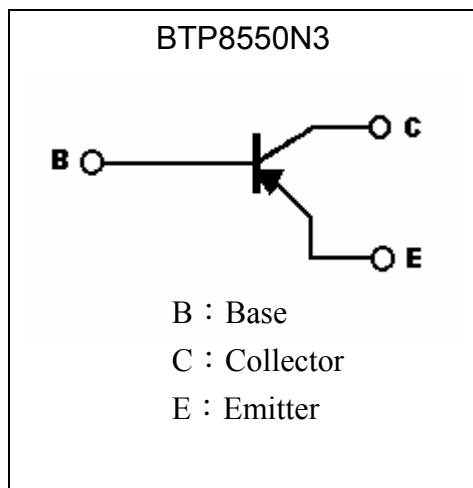 BTP8550N3
C
B
E
B：Base
C：Collector
E：Emitter